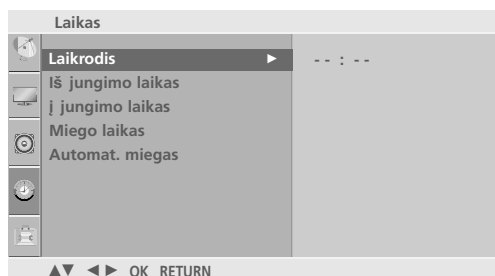 Laikas
Laikrodis ► - - : - -
Iš jungimo laikas
į jungimo laikas
Miego laikas
Automat. miegas
▲▼ ◄► OK RETURN